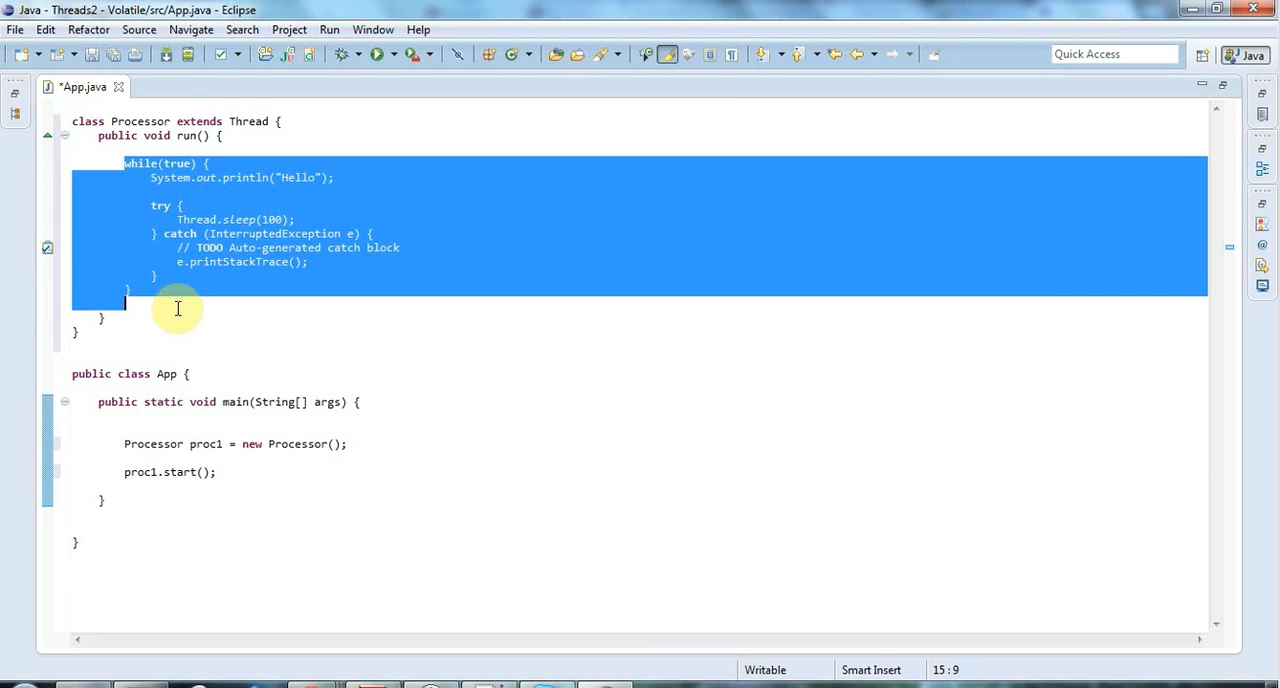 Java - Threads2 - Volatile/src/App.java - Eclipse
File Edit Refactor Source Navigate Search Project Run Window Help
Quick Access
Java
*App.java
class Processor extends Thread {
public void run() {
while(true) {
System.out.println("Hello");
try {
Thread.sleep(100);
} catch (InterruptedException e) {
// TODO Auto-generated catch block
e.printStackTrace();
}
}
}
}
public class App {
public static void main(String[] args) {
Processor proc1 = new Processor();
proc1.start();
}
}
Writable Smart Insert 15:9